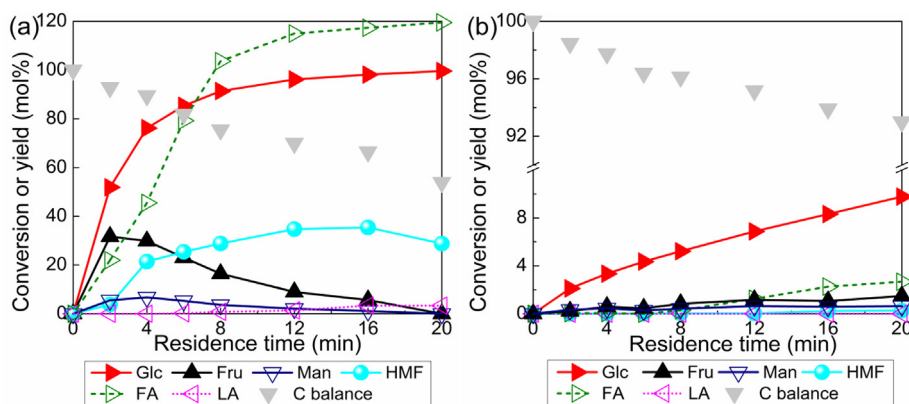 (a)
Conversion or yield (mol%)
120
100
80
60
40
20
0
0 4 8 12 16 20
Residence time (min)
Glc Fru Man HMF
FA LA C balance
(b)
Conversion or yield (mol%)
100
96
92
8
4
0
0 4 8 12 16 20
Residence time (min)
Glc Fru Man HMF
FA LA C balance